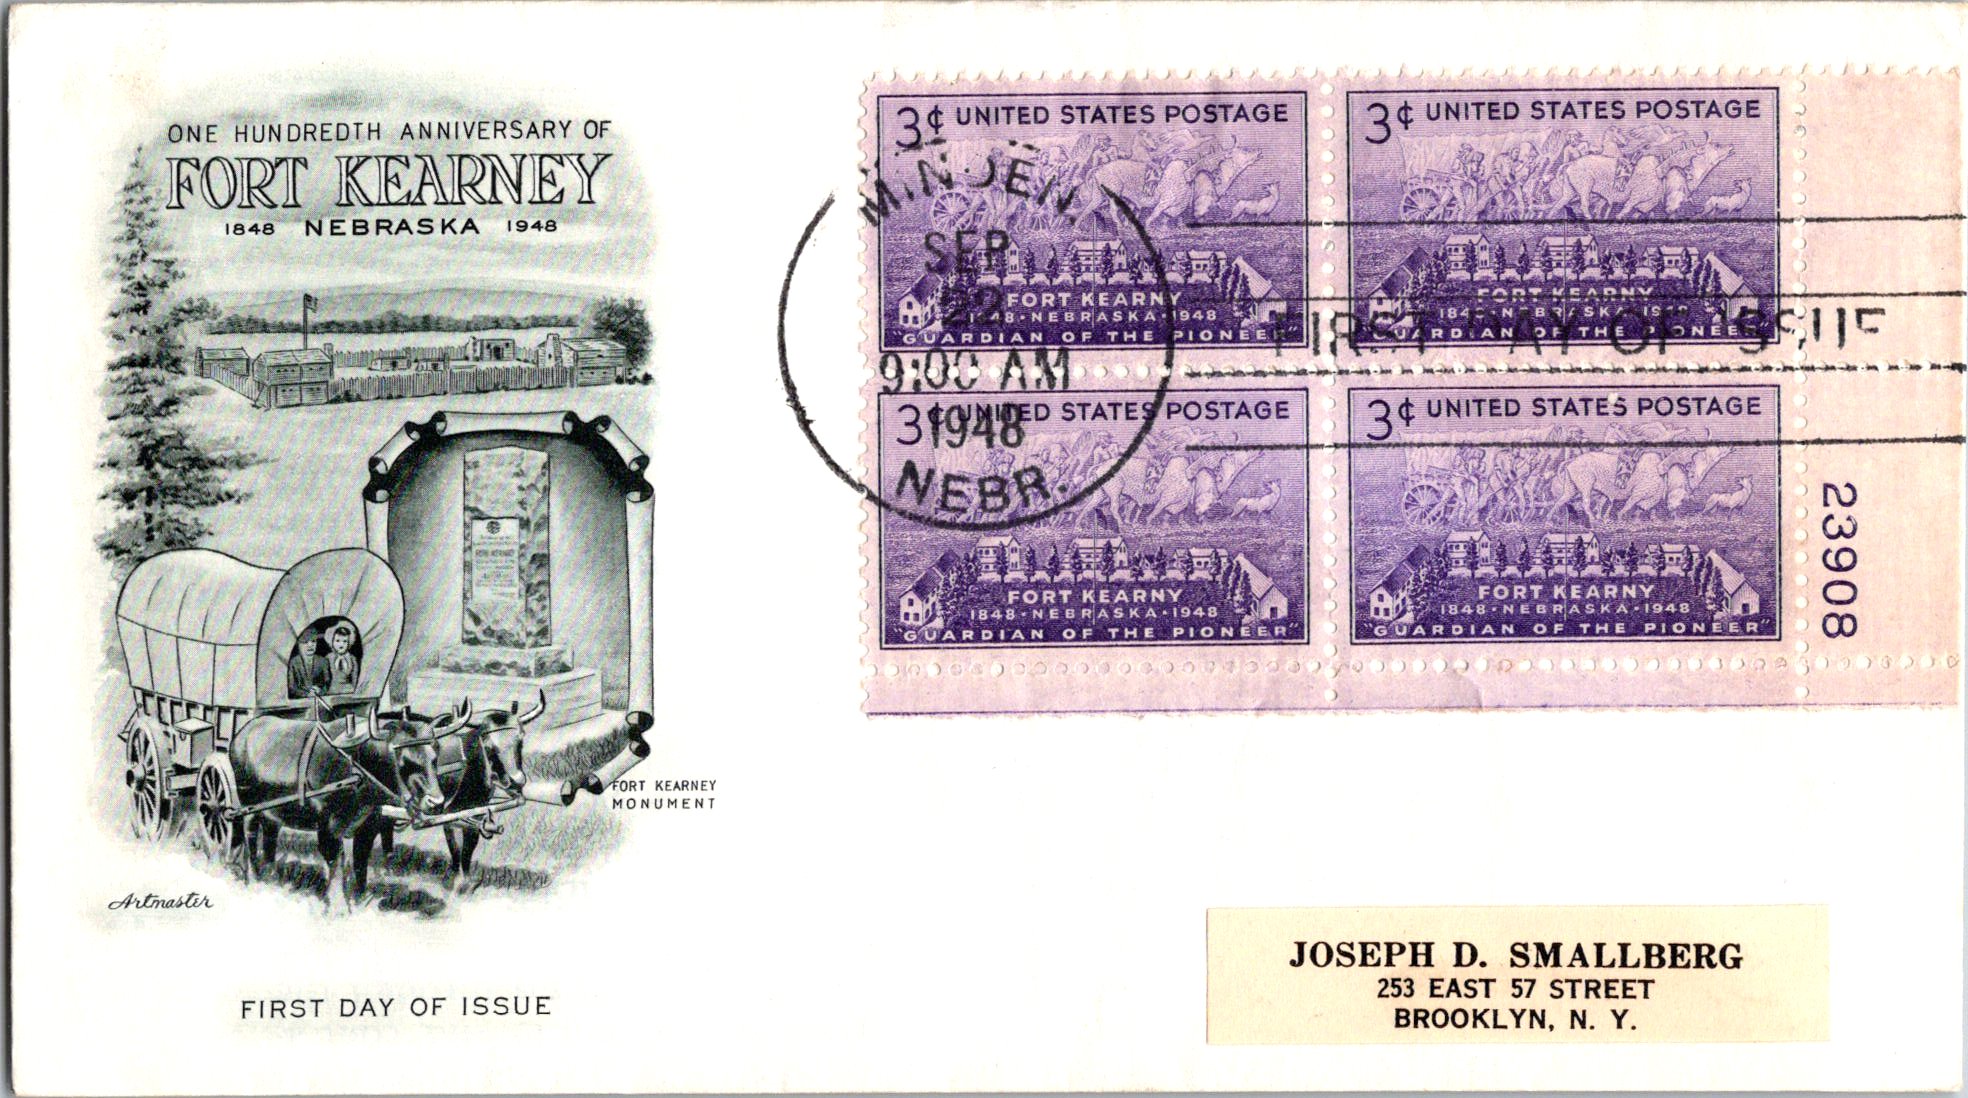 ONE HUNDREDTH ANNIVERSARY OF
FORT KEARNEY
1848 NEBRASKA 1948
FORT KEARNEY
MONUMENT
Artmaster
FIRST DAY OF ISSUE
3¢ UNITED STATES POSTAGE
FORT KEARNY
1848·NEBRASKA·1948
"GUARDIAN OF THE PIONEER"
3¢ UNITED STATES POSTAGE
FORT KEARNY
1848·NEBRASKA·1948
"GUARDIAN OF THE PIONEER"
3¢ UNITED STATES POSTAGE
FORT KEARNY
1848·NEBRASKA·1948
"GUARDIAN OF THE PIONEER"
3¢ UNITED STATES POSTAGE
FORT KEARNY
1848·NEBRASKA·1948
"GUARDIAN OF THE PIONEER"
23908
MINDEN.
SEP
22
9:00 AM
1948
NEBR.
FIRST DAY OF ISSUE
JOSEPH D. SMALLBERG
253 EAST 57 STREET
BROOKLYN, N. Y.